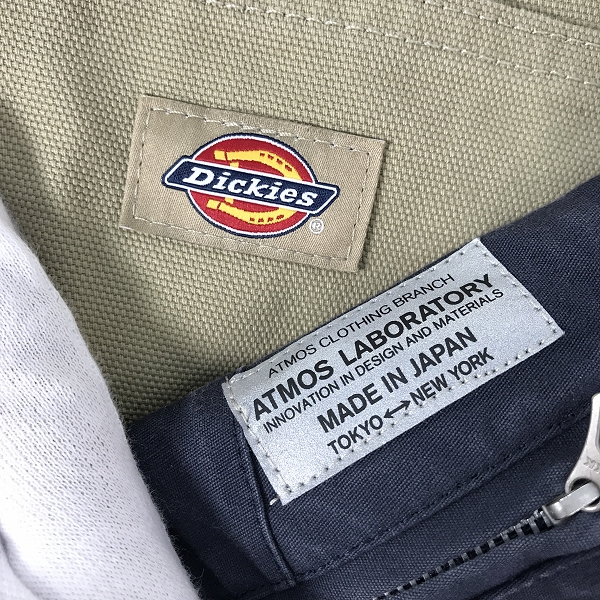 Dickies
®
ATMOS CLOTHING BRANCH
ATMOS LABORATORY
INNOVATION IN DESIGN AND MATERIALS
MADE IN JAPAN
TOKYO ↔ NEW YORK